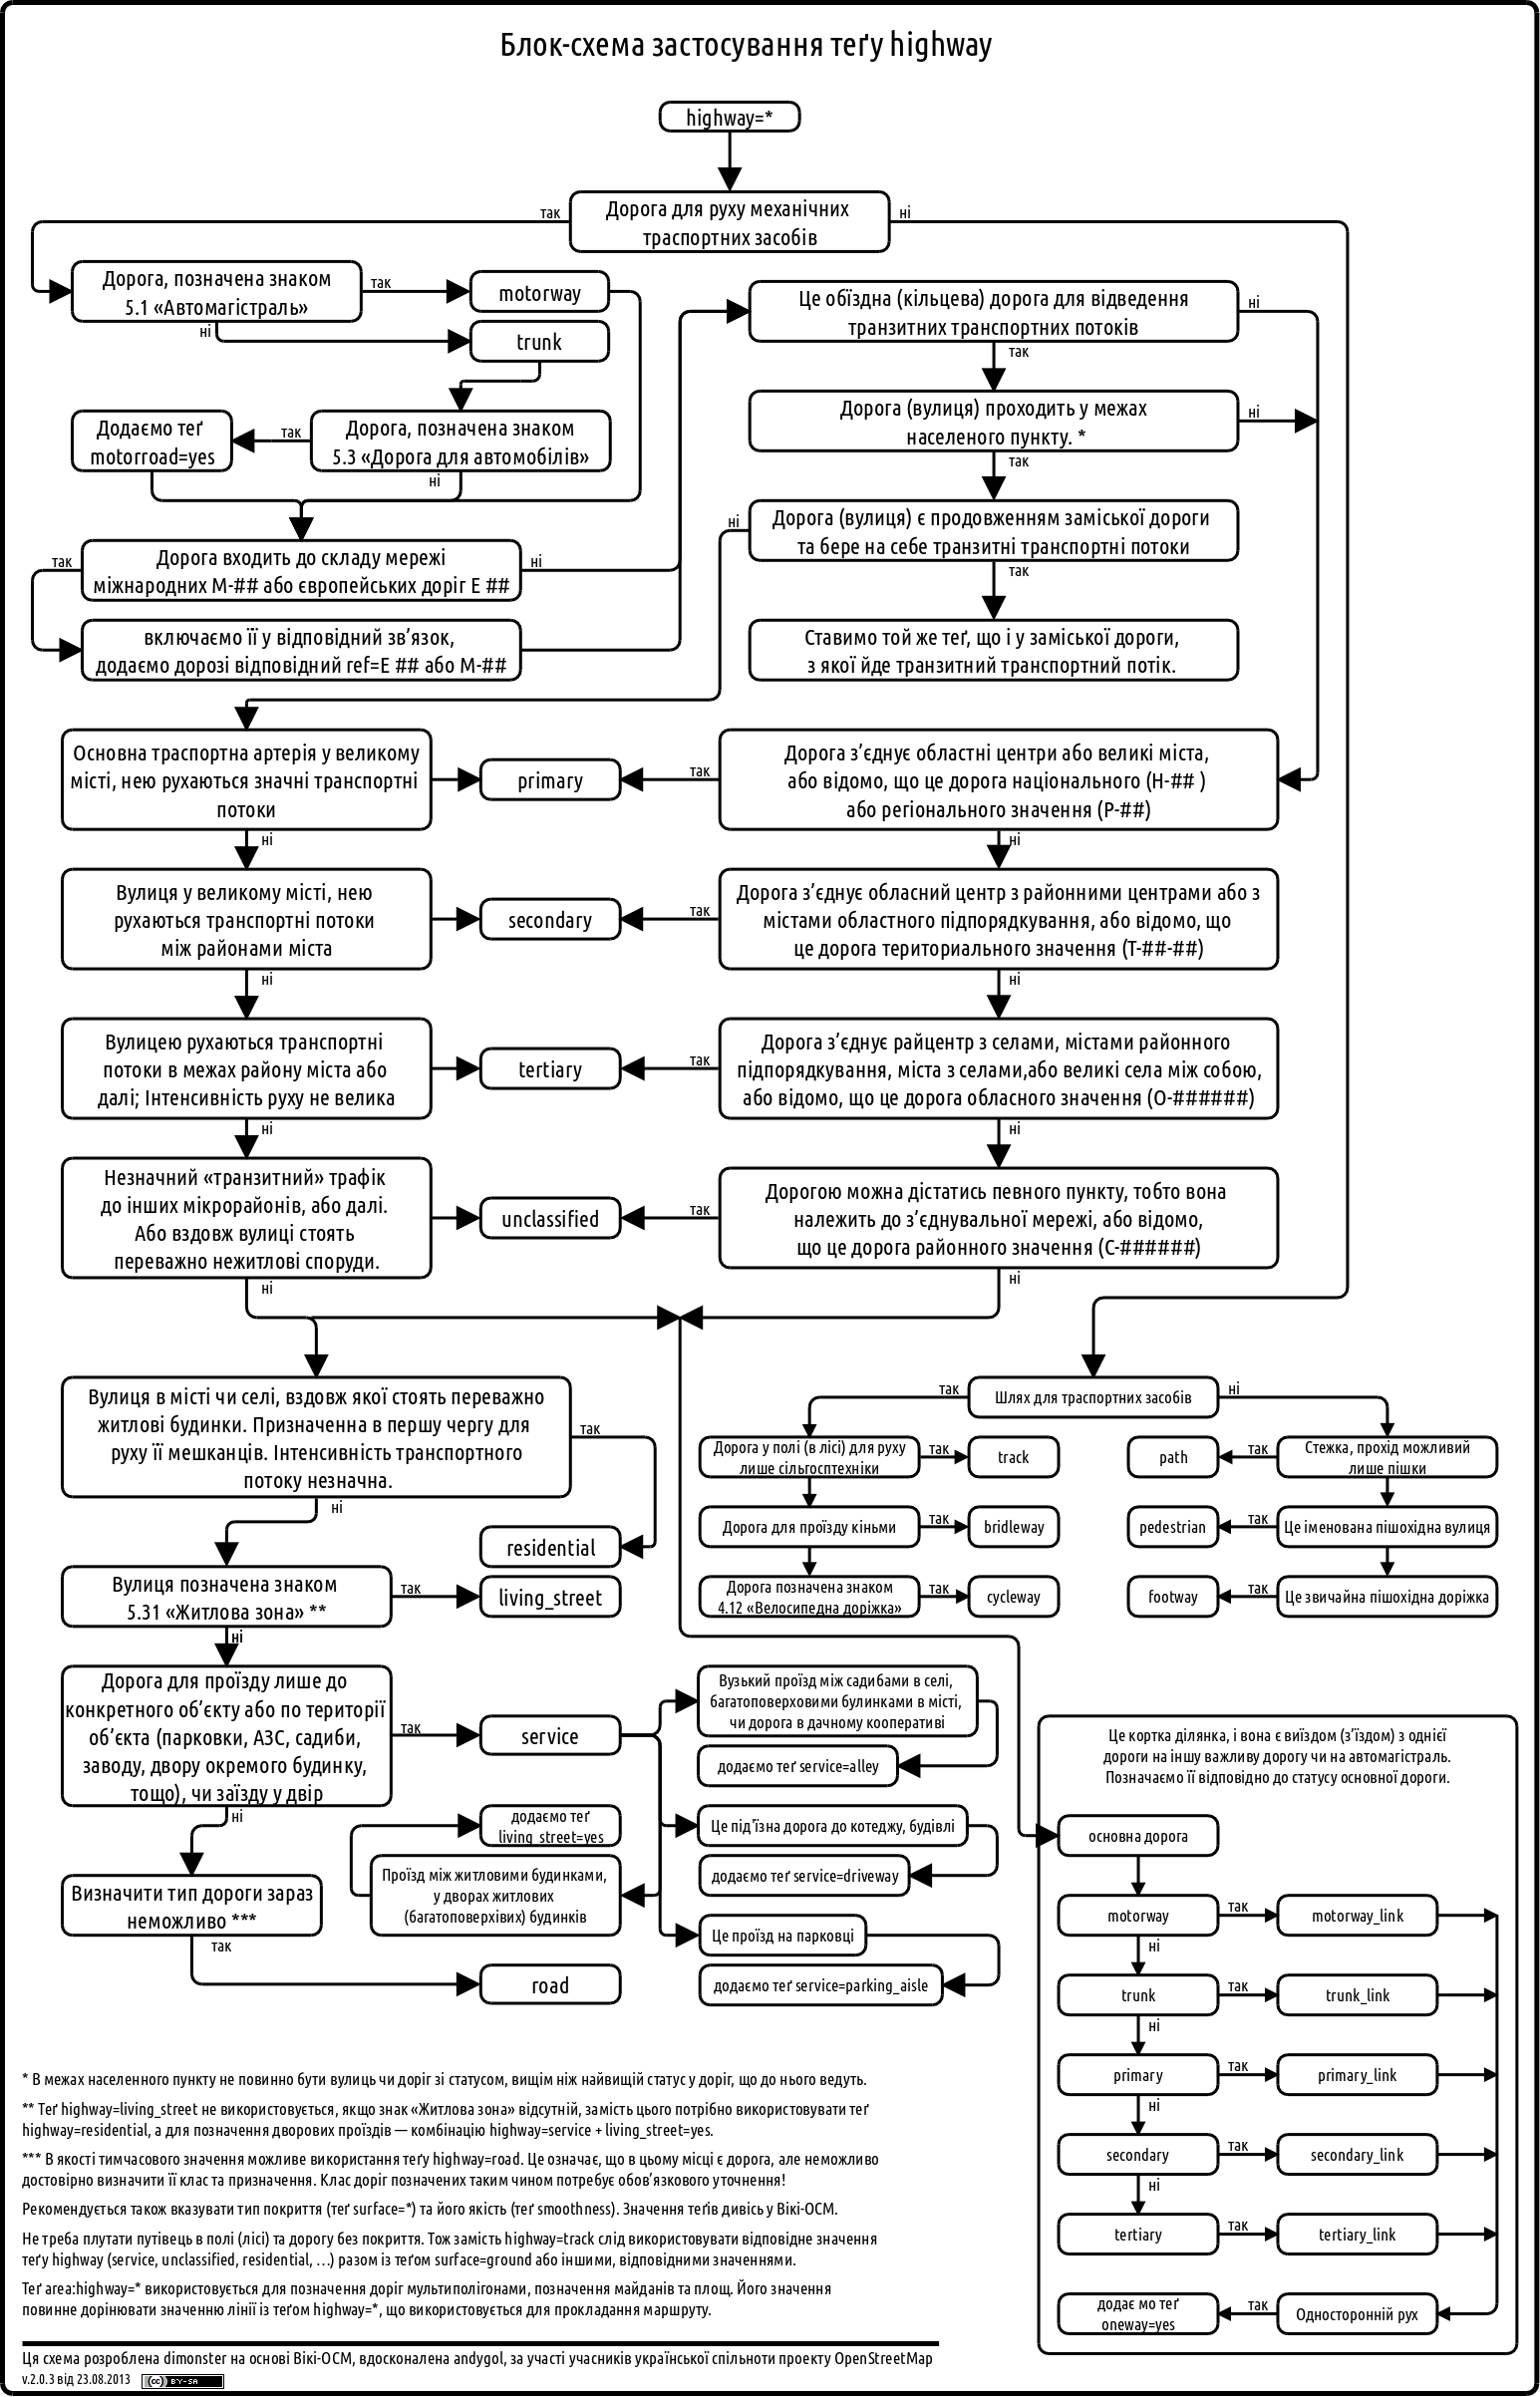 Блок-схема застосування теґу highway
highway=*
Дорога для руху механічних
траспортних засобів
так
ні
Дорога, позначена знаком
5.1 «Автомагістраль»
так
ні
motorway
trunk
Дорога, позначена знаком
5.3 «Дорога для автомобілів»
так
ні
Додаємо теґ
motorroad=yes
Дорога входить до складу мережі
міжнародних М-## або європейських доріг Е ##
так
ні
включаємо її у відповідний зв’язок,
додаємо дорозі відповідний ref=E ## або М-##
Це обїздна (кільцева) дорога для відведення
транзитних транспортних потоків
ні
так
Дорога (вулиця) проходить у межах
населеного пункту. *
ні
так
Дорога (вулиця) є продовженням заміської дороги
та бере на себе транзитні транспортні потоки
ні
так
Ставимо той же теґ, що і у заміської дороги,
з якої йде транзитний транспортний потік.
Основна траспортна артерія у великому
місті, нею рухаються значні транспортні
потоки
ні
primary
так
Дорога з’єднує областні центри або великі міста,
або відомо, що це дорога національного (Н-## )
або регіонального значення (Р-##)
ні
Вулиця у великому місті, нею
рухаються транспортні потоки
між районами міста
ні
secondary
так
Дорога з’єднує обласний центр з районними центрами або з
містами областного підпорядкування, або відомо, що
це дорога териториального значення (Т-##-##)
ні
Вулицею рухаються транспортні
потоки в межах району міста або
далі; Інтенсивність руху не велика
ні
tertiary
так
Дорога з’єднує райцентр з селами, містами районного
підпорядкування, міста з селами,або великі села між собою,
або відомо, що це дорога обласного значення (О-######)
ні
Незначний «транзитний» трафік
до інших мікрорайонів, або далі.
Або вздовж вулиці стоять
переважно нежитлові споруди.
ні
unclassified
так
Дорогою можна дістатись певного пункту, тобто вона
належить до з’єднувальної мережі, або відомо,
що це дорога районного значення (С-######)
ні
Вулиця в місті чи селі, вздовж якої стоять переважно
житлові будинки. Призначенна в першу чергу для
руху її мешканців. Інтенсивність транспортного
потоку незначна.
так
ні
residential
Вулиця позначена знаком
5.31 «Житлова зона» **
так
ні
living_street
Шлях для траспортних засобів
так
ні
Дорога у полі (в лісі) для руху
лише сільгосптехніки
так
track
Дорога для проїзду кіньми
так
bridleway
Дорога позначена знаком
4.12 «Велосипедна доріжка»
так
cycleway
Стежка, прохід можливий
лише пішки
так
path
Це іменована пішохідна вулиця
так
pedestrian
Це звичайна пішохідна доріжка
так
footway
Дорога для проїзду лише до
конкретного об’єкту або по території
об’єкта (парковки, АЗС, садиби,
заводу, двору окремого будинку,
тощо), чи заїзду у двір
так
ні
service
Вузький проїзд між садибами в селі,
багатоповерховими булинками в місті,
чи дорога в дачному кооперативі
додаємо теґ service=alley
Це під’їзна дорога до котеджу, будівлі
додаємо теґ service=driveway
Це проїзд на парковці
додаємо теґ service=parking_aisle
додаємо теґ
living_street=yes
Проїзд між житловими будинками,
у дворах житлових
(багатоповерхівих) будинків
Визначити тип дороги зараз
неможливо ***
так
road
Це кортка ділянка, і вона є виїздом (з’їздом) з однієї
дороги на іншу важливу дорогу чи на автомагістраль.
Позначаємо її відповідно до статусу основної дороги.
основна дорога
motorway
так
motorway_link
ні
trunk
так
trunk_link
ні
primary
так
primary_link
ні
secondary
так
secondary_link
ні
tertiary
так
tertiary_link
Односторонній рух
так
додає мо теґ
oneway=yes
* В межах населенного пункту не повинно бути вулиць чи доріг зі статусом, вищім ніж найвищій статус у доріг, що до нього ведуть.
** Теґ highway=living_street не використовується, якщо знак «Житлова зона» відсутній, замість цього потрібно використовувати теґ
highway=residential, а для позначення дворових проїздів — комбінацію highway=service + living_street=yes.
*** В якості тимчасового значення можливе використання теґу highway=road. Це означає, що в цьому місці є дорога, але неможливо
достовірно визначити її клас та призначення. Клас доріг позначених таким чином потребує обов’язкового уточнення!
Рекомендується також вказувати тип покриття (теґ surface=*) та його якість (теґ smoothness). Значення теґів дивісь у Вікі-ОСМ.
Не треба плутати путівець в полі (лісі) та дорогу без покриття. Тож замість highway=track слід використовувати відповідне значення
теґу highway (service, unclassified, residential, …) разом із теґом surface=ground або іншими, відповідними значеннями.
Теґ area:highway=* використовується для позначення доріг мультиполігонами, позначення майданів та площ. Його значення
повинне дорінювати значенню лінії із теґом highway=*, що використовується для прокладання маршруту.
Ця схема розроблена dimonster на основі Вікі-ОСМ, вдосконалена andygol, за участі учасників української спільноти проекту OpenStreetMap
v.2.0.3 від 23.08.2013
(cc) BY-SA